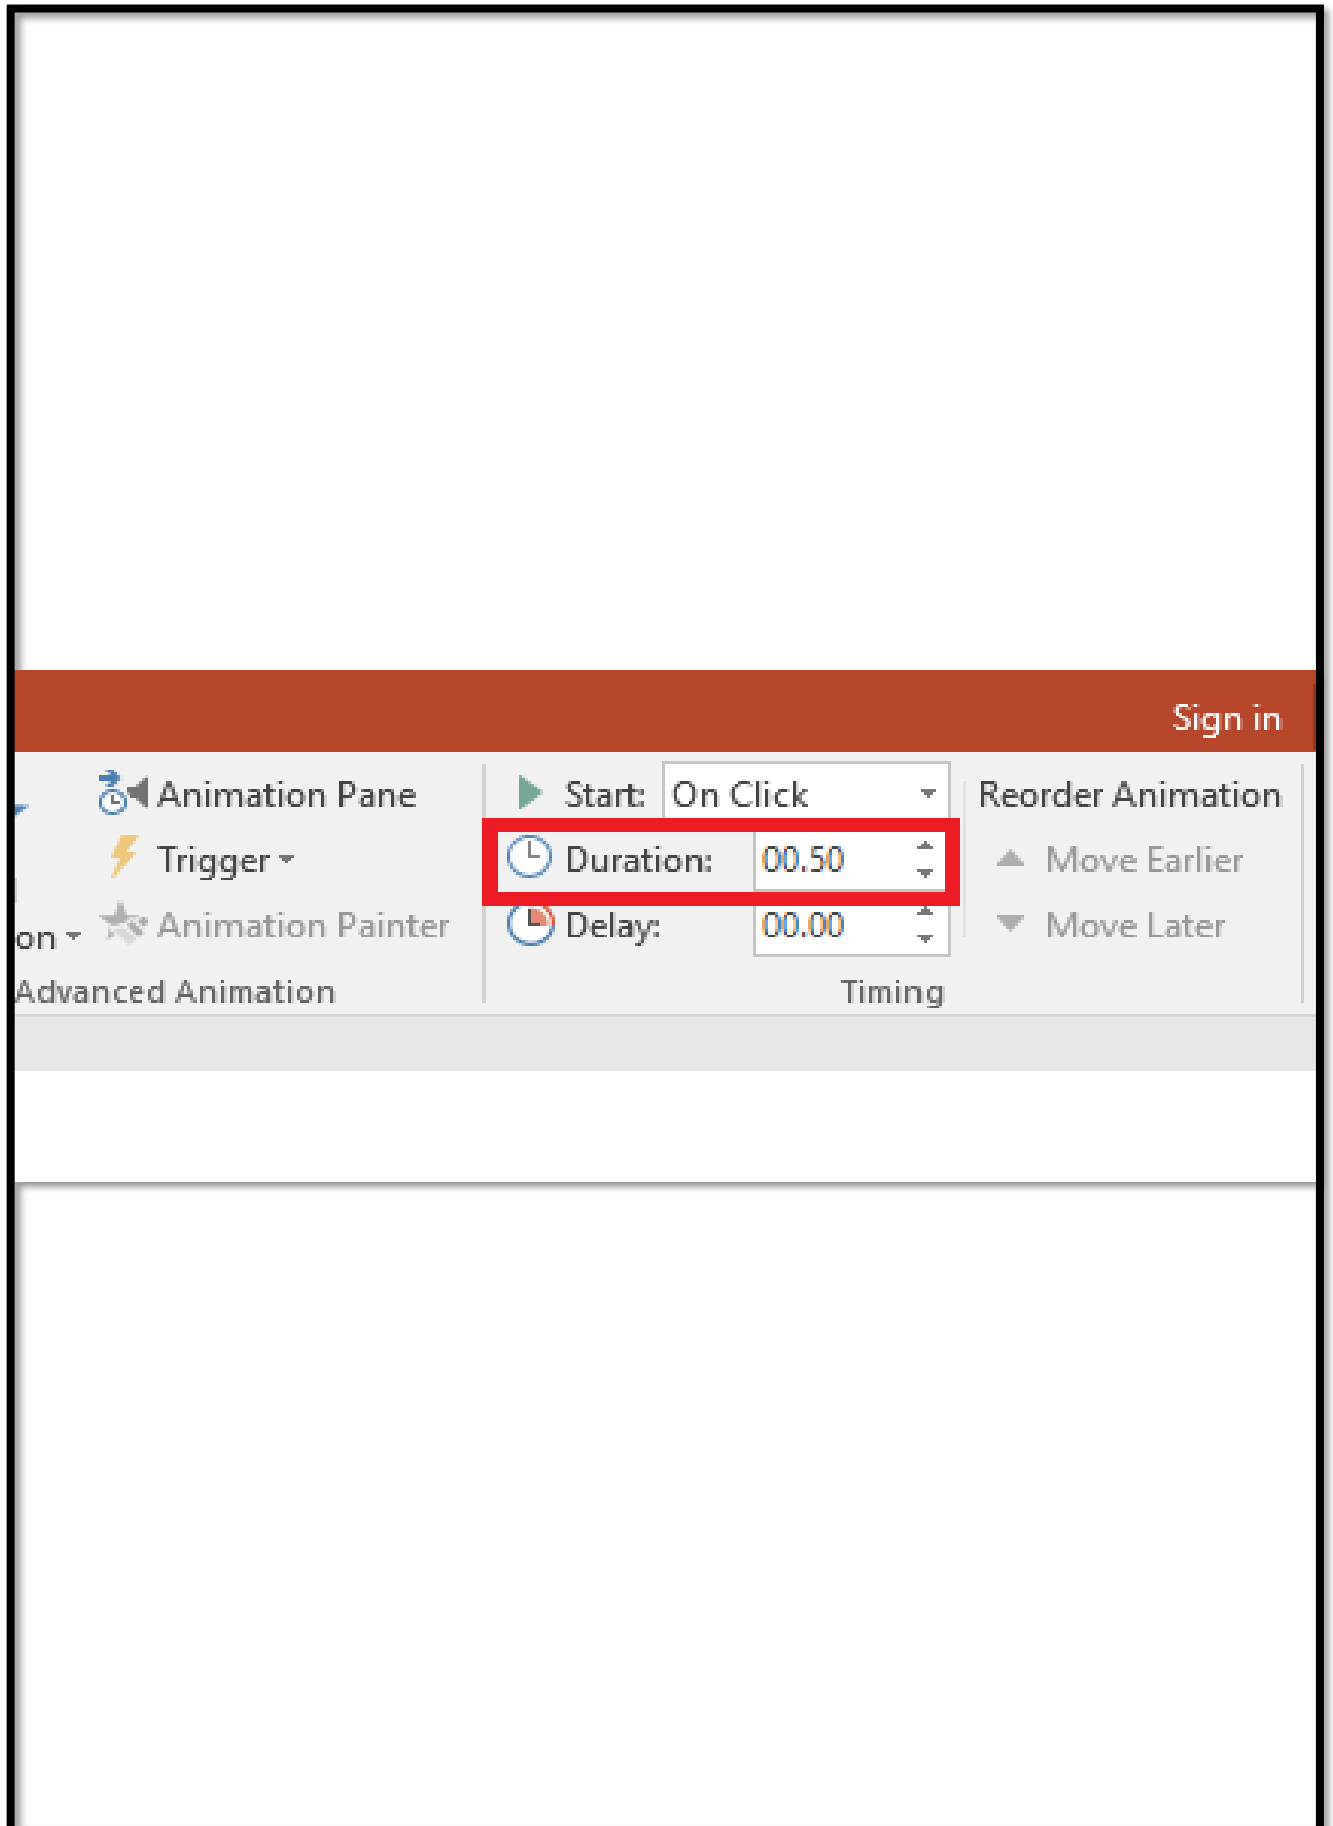 Sign in
Animation Pane
Start: On Click
Reorder Animation
Trigger
Duration: 00.50
Move Earlier
on
Animation Painter
Delay: 00.00
Move Later
Advanced Animation
Timing